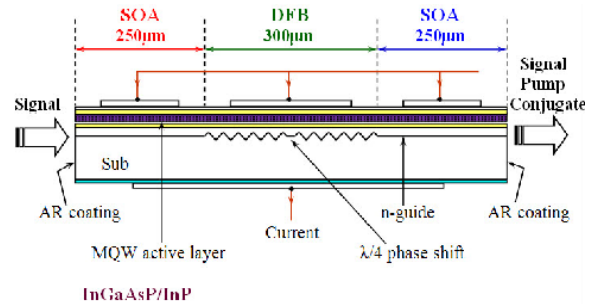 SOA DFB SOA
250μm 300μm 250μm
Signal
Signal
Pump
Conjugate
Sub
AR coating
MQW active layer
Current
λ/4 phase shift
n-guide
AR coating
InGaAsP/InP